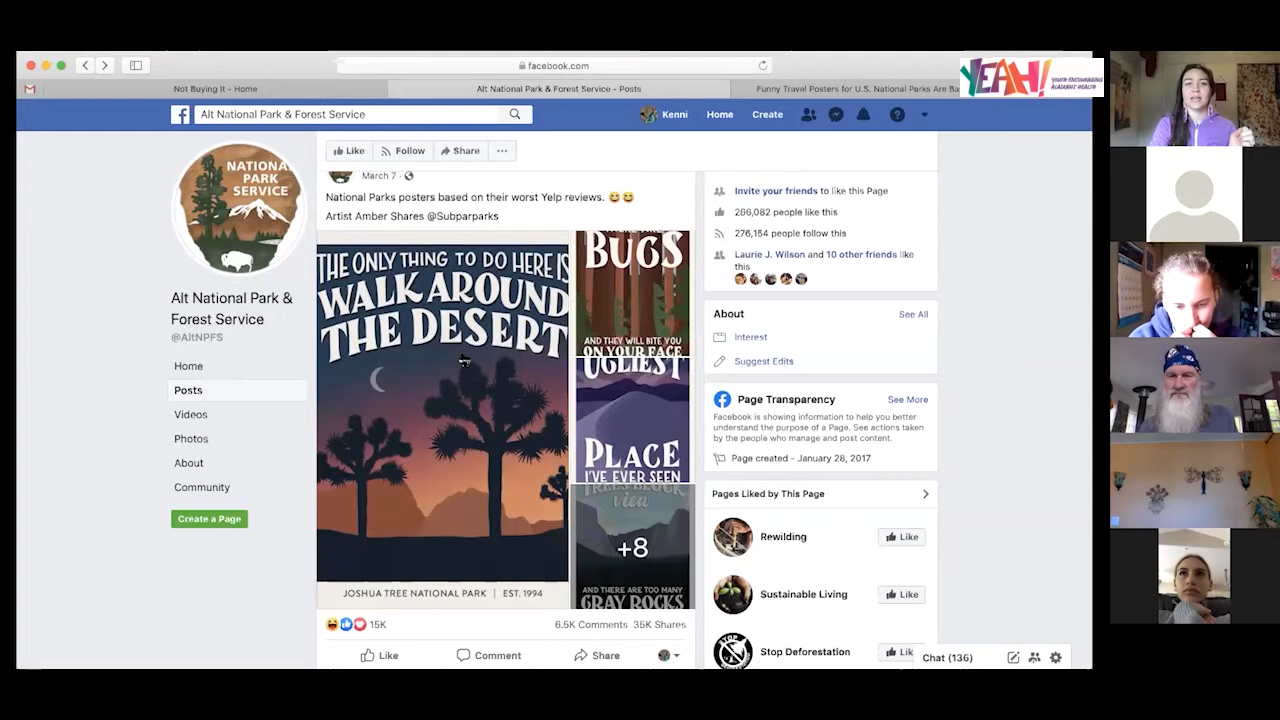 facebook.com
YEAH!
YOUTH ENCOURAGING
ALASKANS' HEALTH
Not Buying It - Home
Alt National Park & Forest Service - Posts
Funny Travel Posters for U.S. National Parks Are Ba
Alt National Park & Forest Service
Kenni
Home
Create
NATIONAL
PARK
SERVICE
Alt National Park &
Forest Service
@AltNPFS
Home
Posts
Videos
Photos
About
Community
Create a Page
Like
Follow
Share
March 7
National Parks posters based on their worst Yelp reviews. 😅😅
Artist Amber Shares @Subparparks
THE ONLY THING TO DO HERE IS
WALK AROUND
THE DESERT
JOSHUA TREE NATIONAL PARK | EST. 1994
BUGS
AND THEY WILL BITE YOU
ON YOUR FACE
UGLIEST
PLACE
I'VE EVER SEEN
TREES BLOCK
view
+8
AND THERE ARE TOO MANY
GRAY ROCKS
15K
6.5K Comments 35K Shares
Like
Comment
Share
Invite your friends to like this Page
266,082 people like this
276,154 people follow this
Laurie J. Wilson and 10 other friends like
this
About
See All
Interest
Suggest Edits
Page Transparency
See More
Facebook is showing information to help you better
understand the purpose of a Page. See actions taken
by the people who manage and post content.
Page created - January 28, 2017
Pages Liked by This Page
Rewilding
Like
Sustainable Living
Like
STOP
Stop Deforestation
Lik
Chat (136)